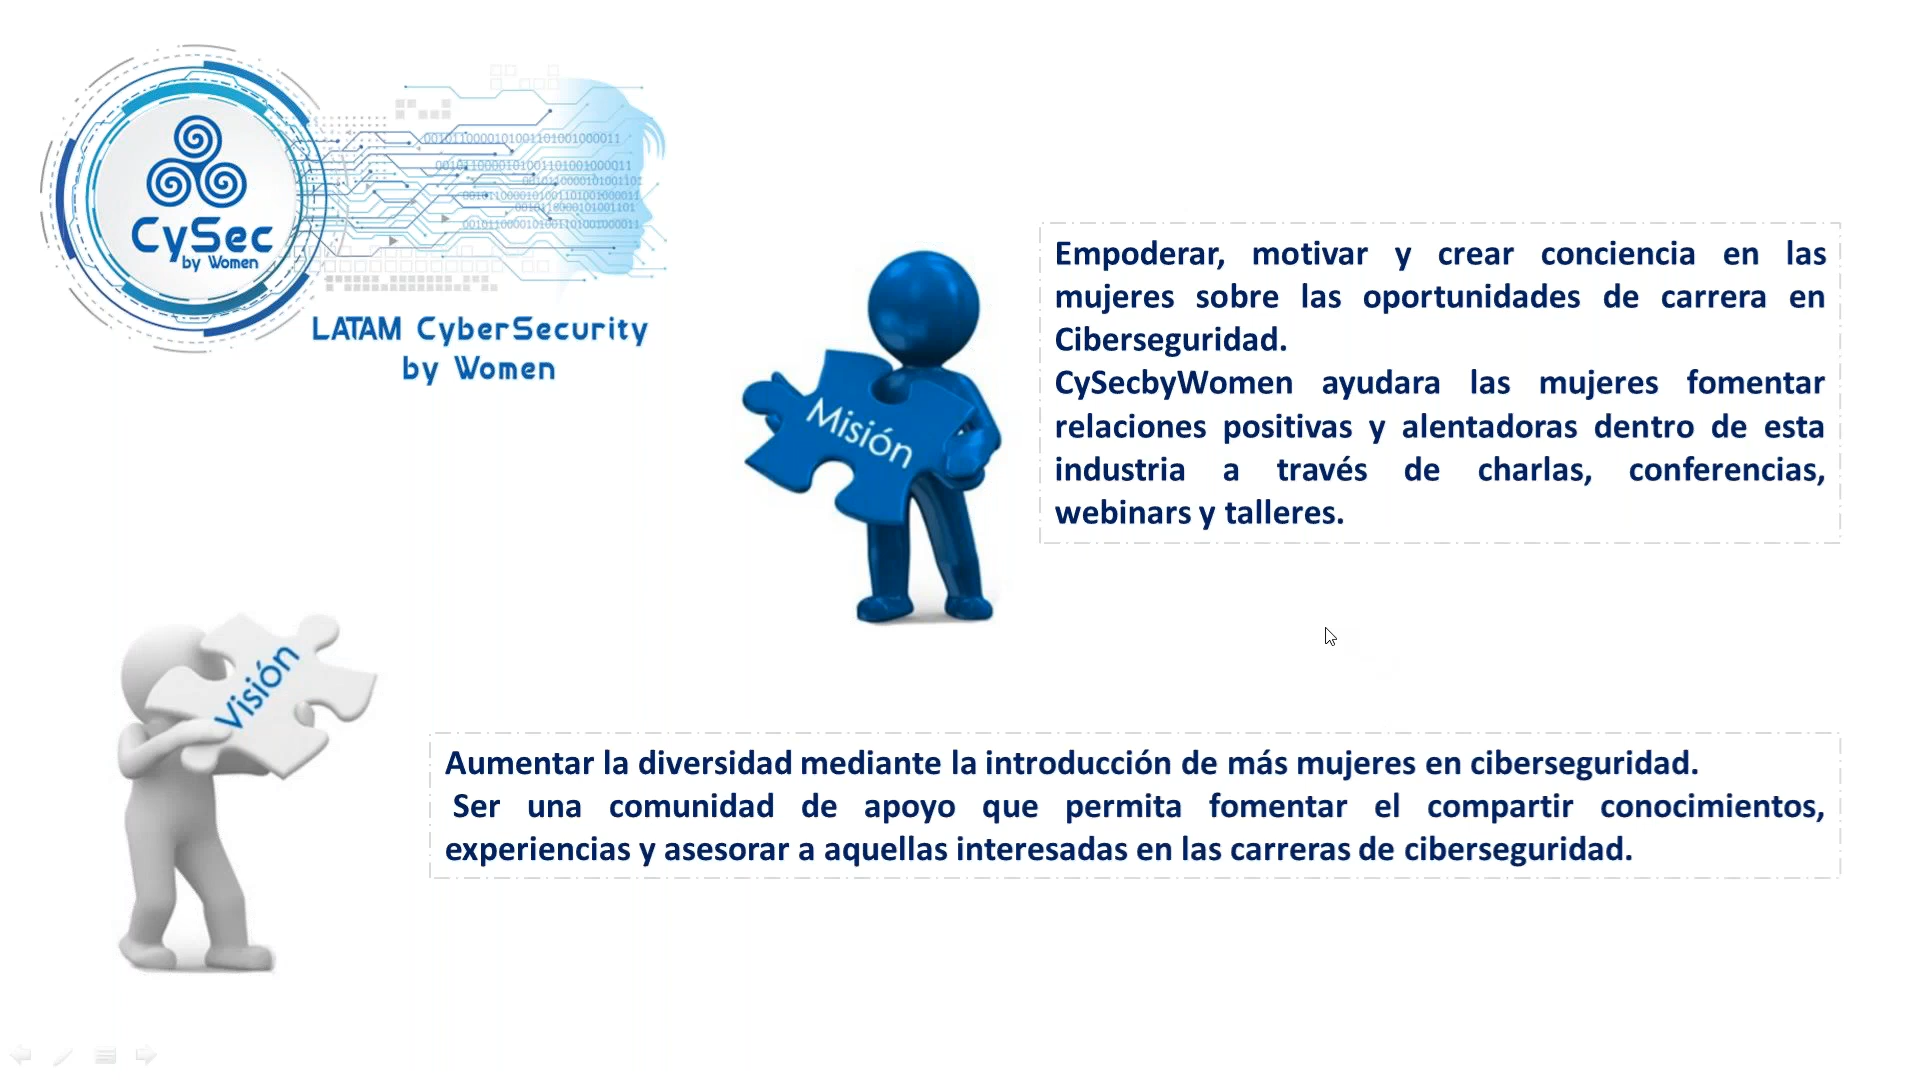 001011000010100110100100011
001011000010100110100100011
CySec
by Women
LATAM CyberSecurity
by Women
Misión
Empoderar, motivar y crear conciencia en las
mujeres sobre las oportunidades de carrera en
Ciberseguridad.
CySecbyWomen ayudara las mujeres fomentar
relaciones positivas y alentadoras dentro de esta
industria a través de charlas, conferencias,
webinars y talleres.
Visión
Aumentar la diversidad mediante la introducción de más mujeres en ciberseguridad.
Ser una comunidad de apoyo que permita fomentar el compartir conocimientos,
experiencias y asesorar a aquellas interesadas en las carreras de ciberseguridad.